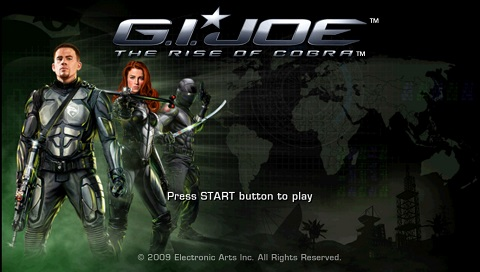 G.I.JOE™
THE RISE OF COBRA™
Press START button to play
© 2009 Electronic Arts Inc. All Rights Reserved.